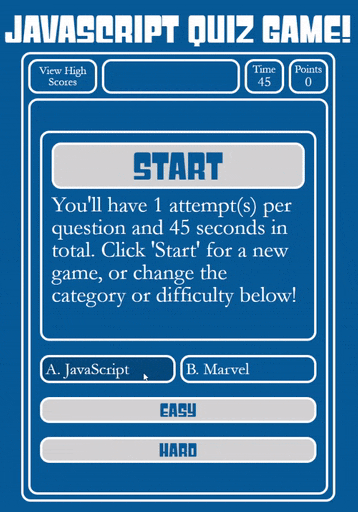 JAVASCRIPT QUIZ GAME!
View High
Scores
Time
45
Points
0
START
You'll have 1 attempt(s) per
question and 45 seconds in
total. Click 'Start' for a new
game, or change the
category or difficulty below!
A. JavaScript
B. Marvel
EASY
HARD